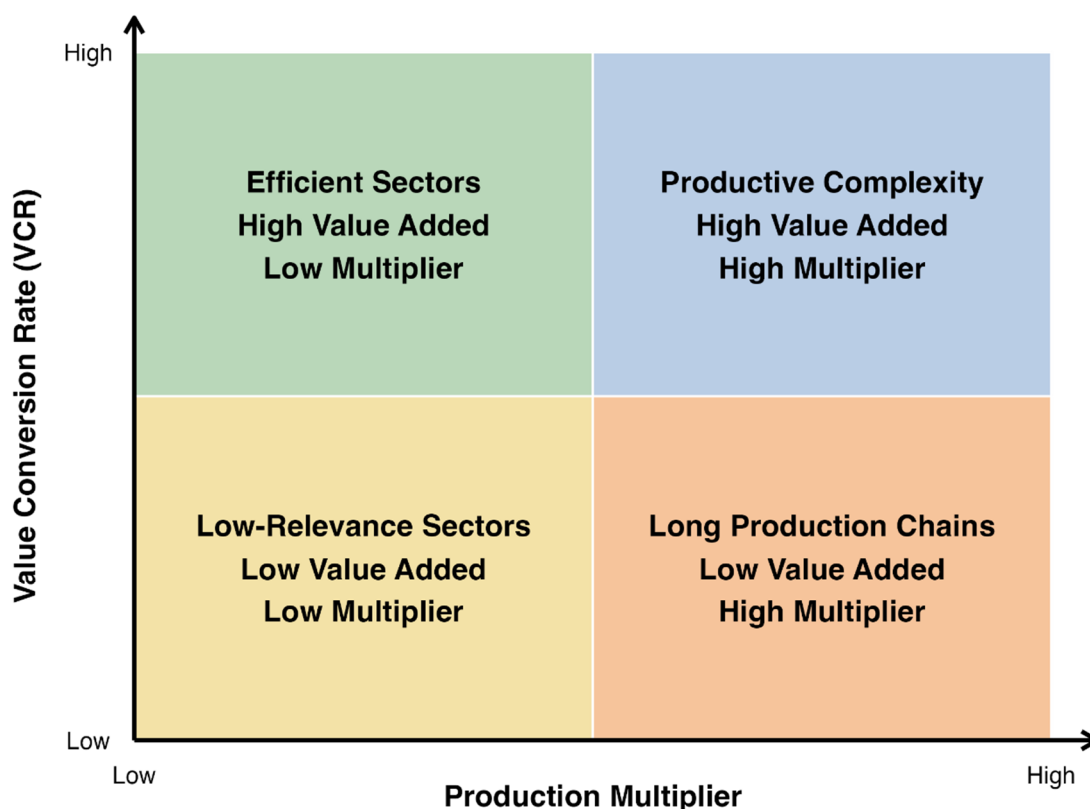 High
Efficient Sectors
High Value Added
Low Multiplier
Productive Complexity
High Value Added
High Multiplier
Value Conversion Rate (VCR)
Low-Relevance Sectors
Low Value Added
Low Multiplier
Long Production Chains
Low Value Added
High Multiplier
Low
Low
High
Production Multiplier